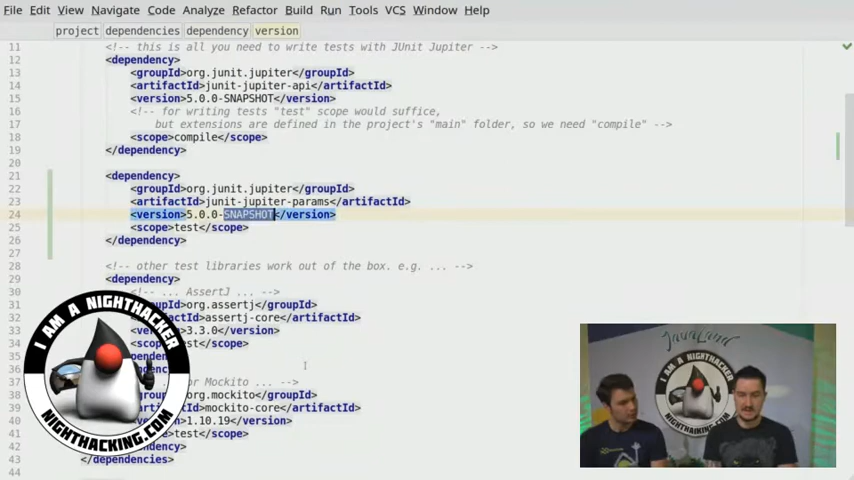 File Edit View Navigate Code Analyze Refactor Build Run Tools VCS Window Help
project dependencies dependency version
11 <!-- this is all you need to write tests with JUnit Jupiter -->
12 <dependency>
13 <groupId>org.junit.jupiter</groupId>
14 <artifactId>junit-jupiter-api</artifactId>
15 <version>5.0.0-SNAPSHOT</version>
16 <!-- for writing tests "test" scope would suffice,
17 but extensions are defined in the project's "main" folder, so we need "compile" -->
18 <scope>compile</scope>
19 </dependency>
20
21 <dependency>
22 <groupId>org.junit.jupiter</groupId>
23 <artifactId>junit-jupiter-params</artifactId>
24 <version>5.0.0-SNAPSHOT</version>
25 <scope>test</scope>
26 </dependency>
27
28 <!-- other test libraries work out of the box. e.g. ... -->
29 <dependency>
30 <!-- ... AssertJ ... -->
31 org.assertj</groupId>
32 assertj-core</artifactId>
33 3.3.0</version>
34 test</scope>
35
36
37 or Mockito ... -->
38 org.mockito</groupId>
39 mockito-core</artifactId>
40 1.10.19</version>
41 test</scope>
42 </dependency>
43 </dependencies>
44
I AM A NIGHTHACKER
NIGHTHACKING.COM
JavaLand
I AM A NIGHTHACKER
NIGHTHACKING.COM